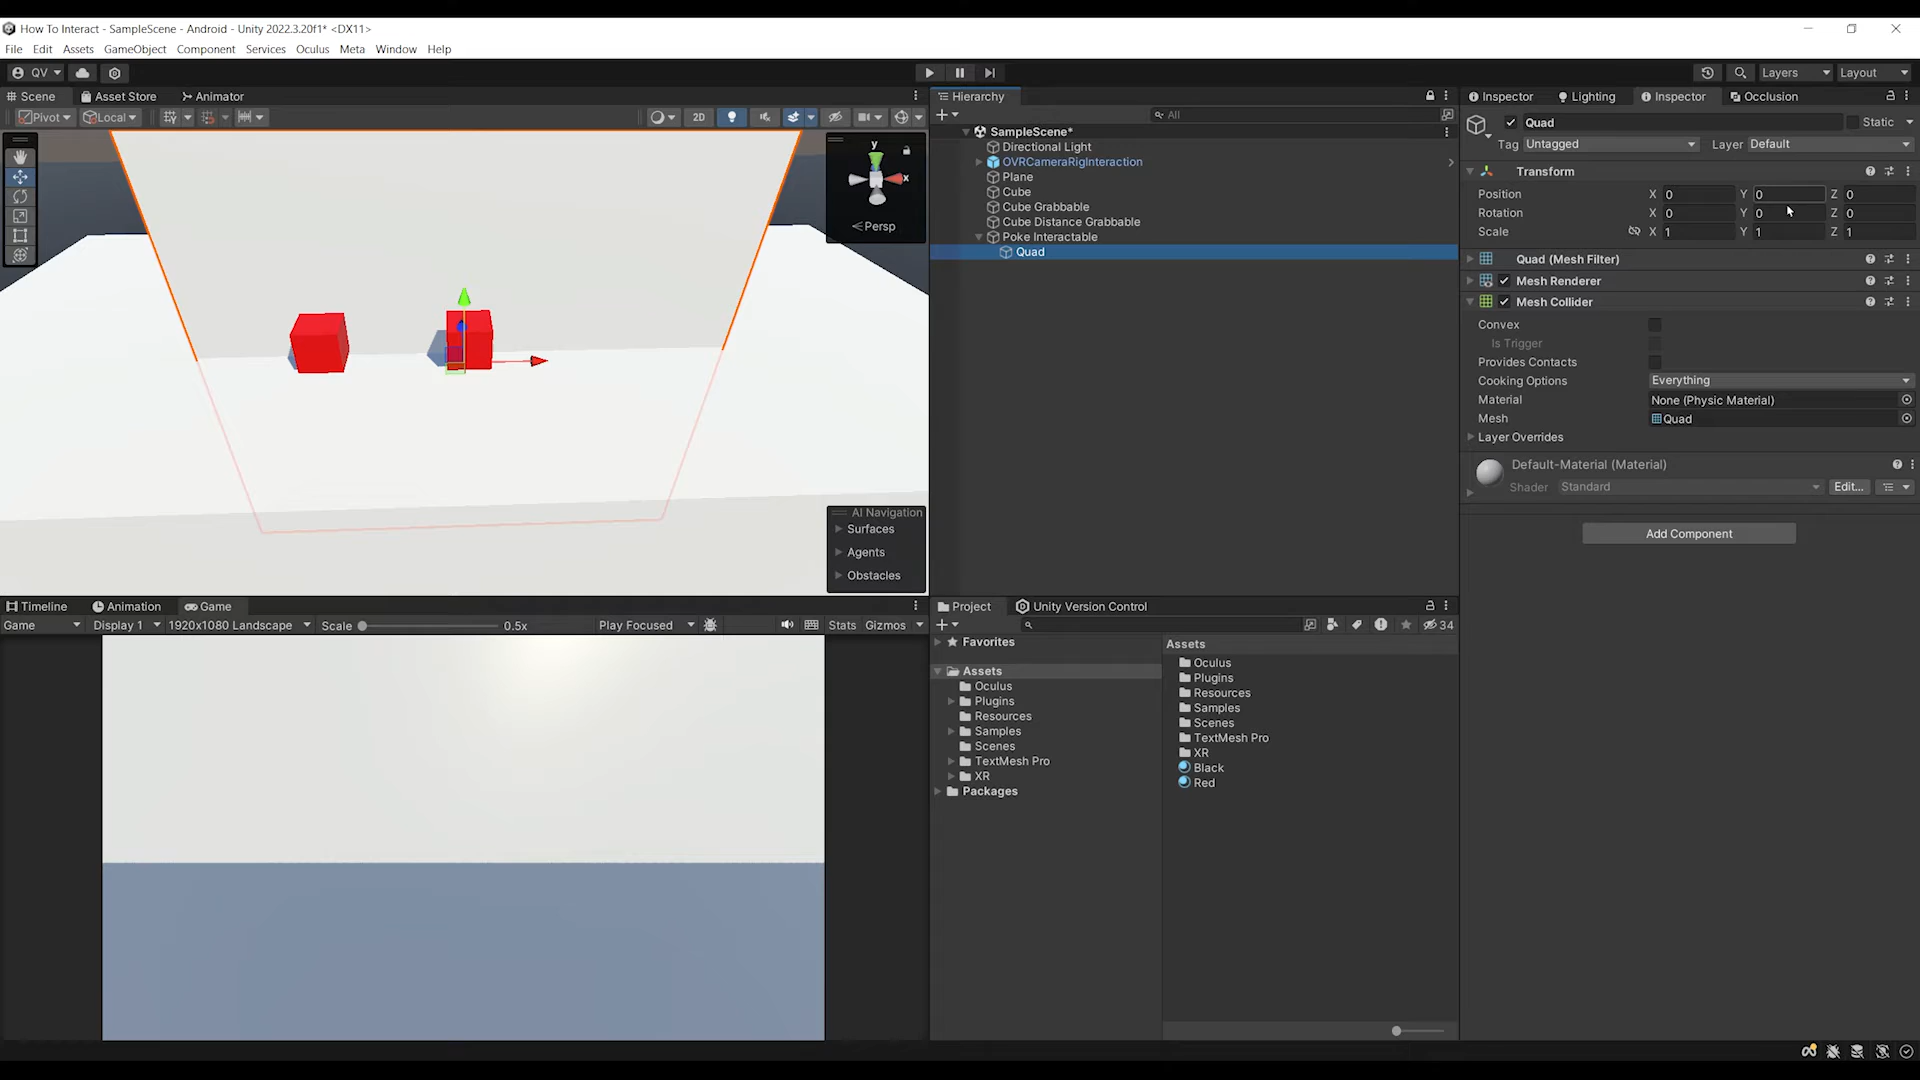 How To Interact - SampleScene - Android - Unity 2022.3.20f1* <DX11>
File Edit Assets GameObject Component Services Oculus Meta Window Help
QV Layers Layout
Scene Asset Store Animator
Pivot Local 2D
y
x
Persp
AI Navigation
Surfaces
Agents
Obstacles
Hierarchy
All
SampleScene*
Directional Light
OVRCameraRigInteraction
Plane
Cube
Cube Grabbable
Cube Distance Grabbable
Poke Interactable
Quad
Inspector Lighting Inspector Occlusion
Quad Static
Tag Untagged Layer Default
Transform
Position X 0 Y 0 Z 0
Rotation X 0 Y 0 Z 0
Scale X 1 Y 1 Z 1
Quad (Mesh Filter)
Mesh Renderer
Mesh Collider
Convex
Is Trigger
Provides Contacts
Cooking Options Everything
Material None (Physic Material)
Mesh Quad
Layer Overrides
Default-Material (Material)
Shader Standard Edit...
Add Component
Timeline Animation Game
Game Display 1 1920x1080 Landscape Scale 0.5x Play Focused Stats Gizmos
Project Unity Version Control
34
Favorites
Assets
Oculus
Plugins
Resources
Samples
Scenes
TextMesh Pro
XR
Packages
Assets
Oculus
Plugins
Resources
Samples
Scenes
TextMesh Pro
XR
Black
Red